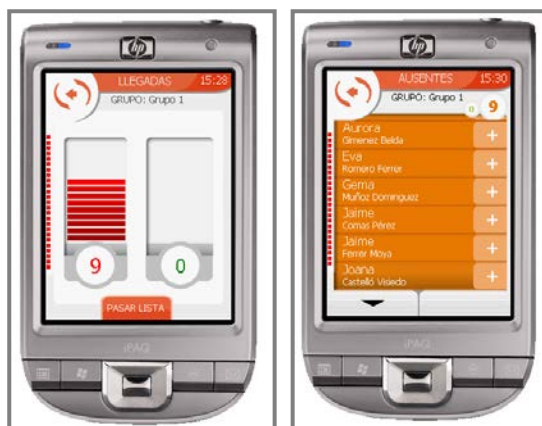 hp
LLEGADAS 15:28
GRUPO: Grupo 1
9 0
PASAR LISTA
iPAQ
hp
AUSENTES 15:30
GRUPO: Grupo 1
0 9
Aurora
Gimenez Belda
+
Eva
Romero Ferrer
+
Gema
Muñoz Dominguez
+
Jaime
Comas Pérez
+
Jaime
Ferrer Moya
+
Joana
Castelló Visiedo
+
iPAQ